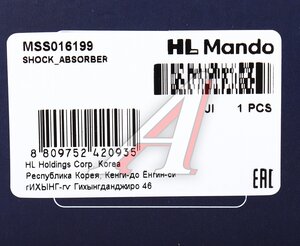 MSS016199
SHOCK_ABSORBER
HL Mando
JI 1 PCS
8 809752 420935
HL Holdings Corp. Korea
Республика Корея, Кенги-до Енгин-си
гИХЫНГ-гу Гихынгданджиро 46
EAC